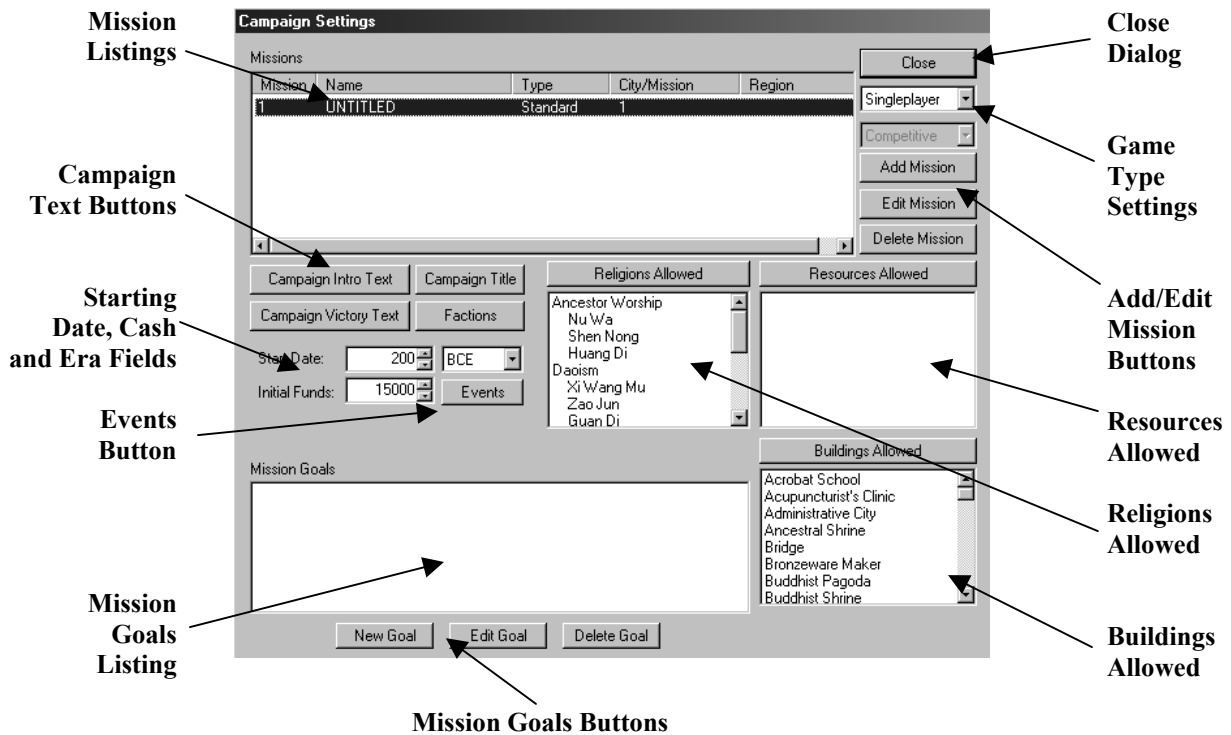 Mission
Listings
Campaign
Text Buttons
Starting
Date, Cash
and Era Fields
Events
Button
Mission
Goals
Listing
Campaign Settings
Missions
Mission Name Type City/Mission Region
1 UNTITLED Standard 1
Close
Singleplayer
Competitive
Add Mission
Edit Mission
Delete Mission
Campaign Intro Text Campaign Title
Campaign Victory Text Factions
Start Date: 200 BCE
Initial Funds: 15000 Events
Religions Allowed
Ancestor Worship
Nu Wa
Shen Nong
Huang Di
Daoism
Xi Wang Mu
Zao Jun
Guan Di
Resources Allowed
Buildings Allowed
Acrobat School
Acupuncturist's Clinic
Administrative City
Ancestral Shrine
Bridge
Bronzeware Maker
Buddhist Pagoda
Buddhist Shrine
Mission Goals
New Goal Edit Goal Delete Goal
Close
Dialog
Game
Type
Settings
Add/Edit
Mission
Buttons
Resources
Allowed
Religions
Allowed
Buildings
Allowed
Mission Goals Buttons